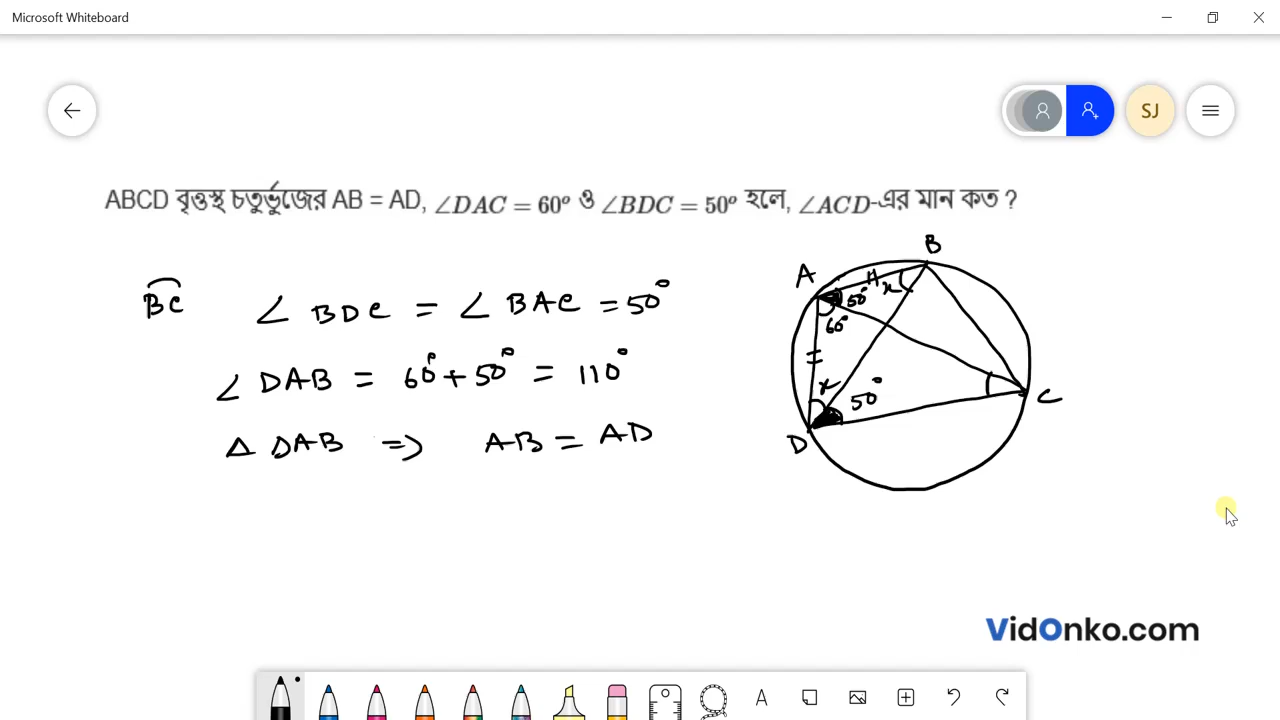 Microsoft Whiteboard
SJ
ABCD বৃত্তস্থ চতুর্ভুজের AB = AD, ∠DAC = 60° ও ∠BDC = 50° হলে, ∠ACD-এর মান কত ?
BC ∠ BDC = ∠ BAC = 50°
∠ DAB = 60° + 50° = 110°
Δ DAB => AB = AD
B
A
x
50°
60°
x
50°
C
D
VidOnko.com
A